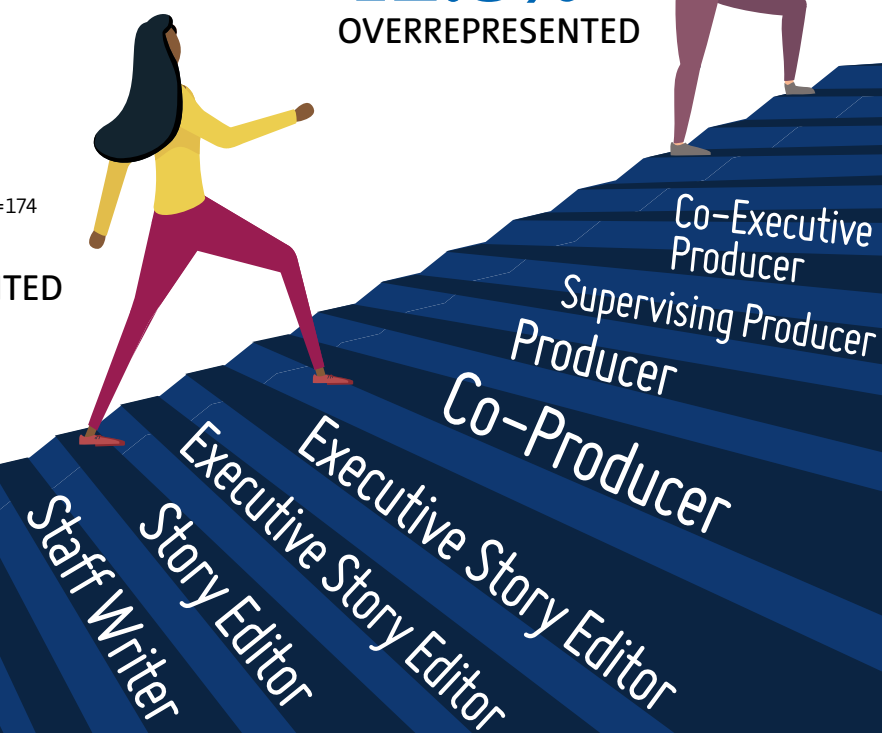 OVERREPRESENTED
=174
TED
Co-Executive
Producer
Supervising Producer
Producer
Co-Producer
Executive Story Editor
Executive Story Editor
Story Editor
Staff Writer